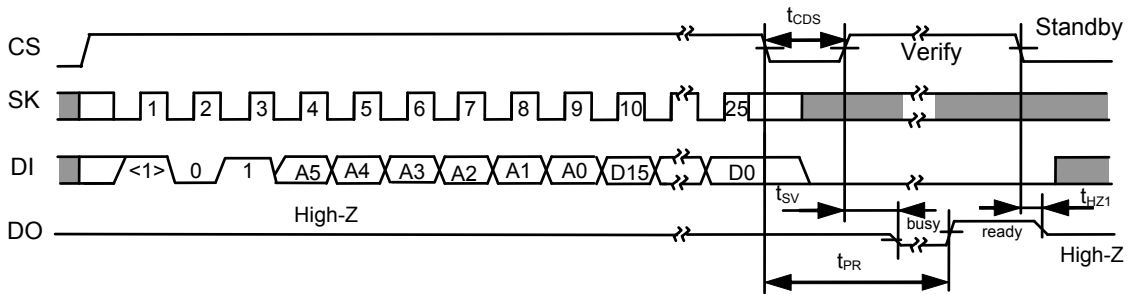 tCDS
Standby
CS
Verify
SK
1 2 3 4 5 6 7 8 9 10 25
DI
<1> 0 1 A5 A4 A3 A2 A1 A0 D15 D0
tSV
tHZ1
High-Z
busy
ready
DO
High-Z
tPR